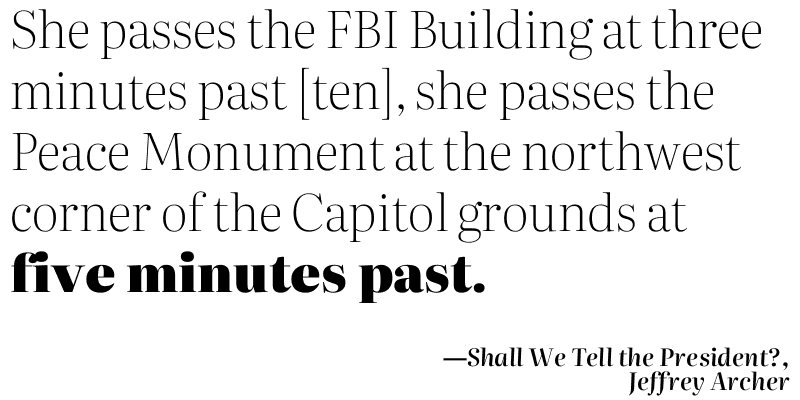 She passes the FBI Building at three
minutes past [ten], she passes the
Peace Monument at the northwest
corner of the Capitol grounds at
five minutes past.
—Shall We Tell the President?,
Jeffrey Archer